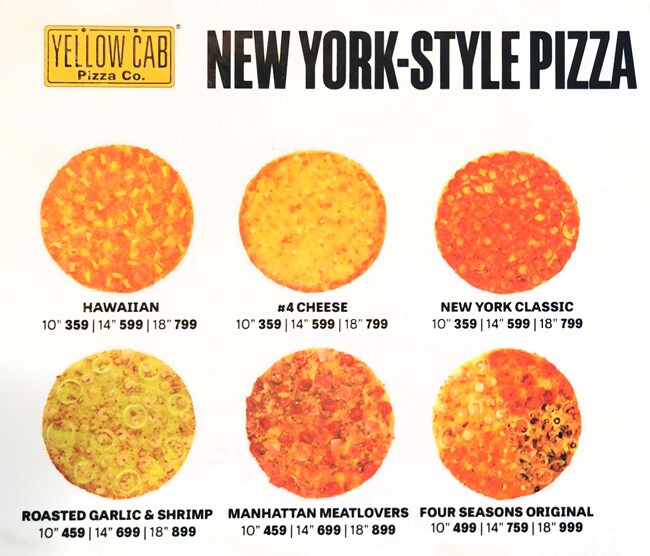 YELLOW CAB
Pizza Co.
®
NEW YORK-STYLE PIZZA
HAWAIIAN
10" 359 | 14" 599 | 18" 799
#4 CHEESE
10" 359 | 14" 599 | 18" 799
NEW YORK CLASSIC
10" 359 | 14" 599 | 18" 799
ROASTED GARLIC & SHRIMP
10" 459 | 14" 699 | 18" 899
MANHATTAN MEATLOVERS
10" 459 | 14" 699 | 18" 899
FOUR SEASONS ORIGINAL
10" 499 | 14" 759 | 18" 999